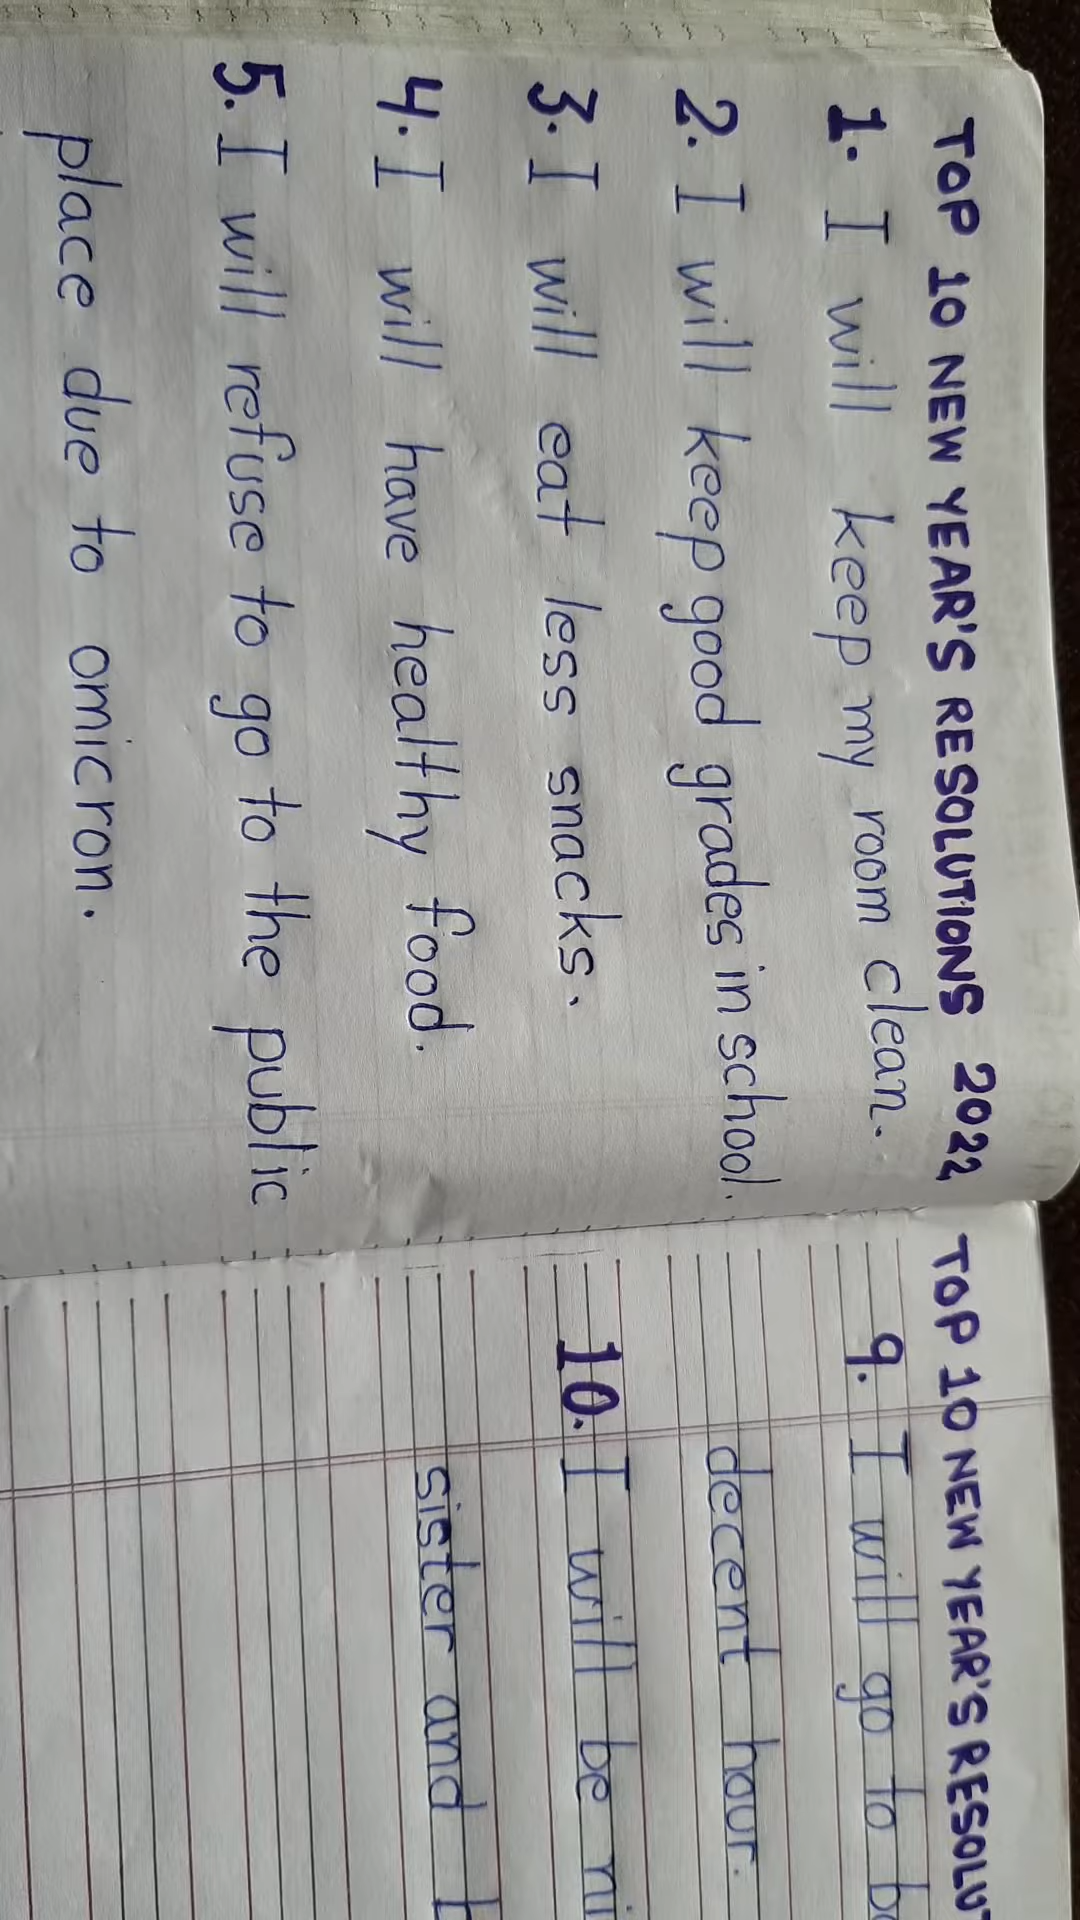 TOP 10 NEW YEAR'S RESOLUTIONS 2022
1. I will keep my room clean.
2. I will keep good grades in school.
3. I will eat less snacks.
4. I will have healthy food.
5. I will refuse to go to the public
place due to omicron.
TOP 10 NEW YEAR'S
9. I will go to
decent hour.
10. I will be
sister and